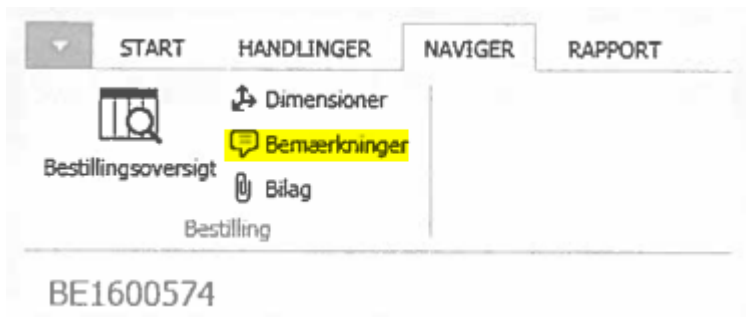 START HANDLINGER NAVIGER RAPPORT
Dimensioner
Bemærkninger
Bestillingsoversigt
Bilag
Bestilling
BE1600574